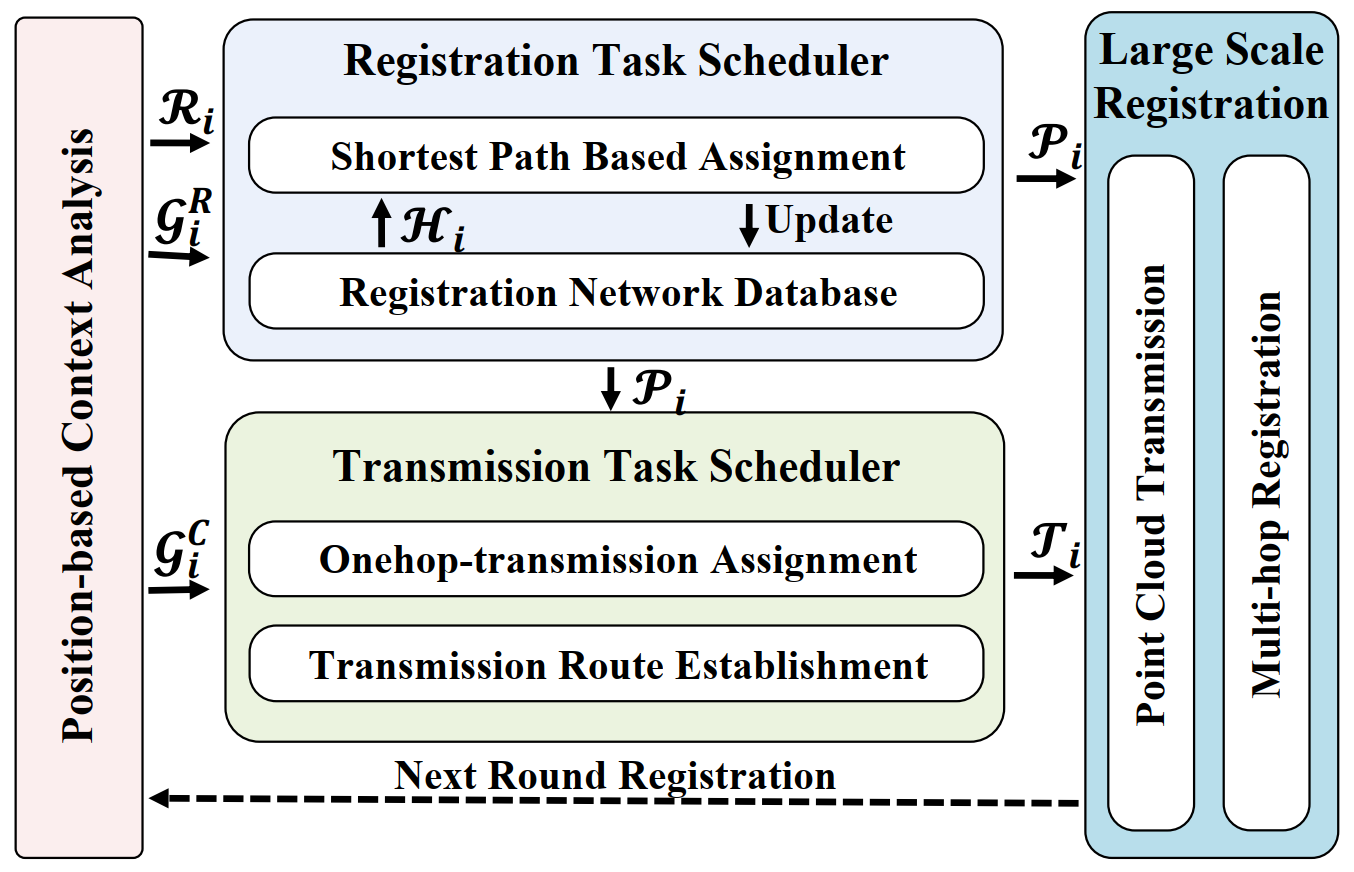 Position-based Context Analysis
𝓡ᵢ
𝓖ᵢᴿ
Registration Task Scheduler
Shortest Path Based Assignment
𝓗ᵢ
Update
Registration Network Database
𝓟ᵢ
𝓟ᵢ
𝓖ᵢꟲ
Transmission Task Scheduler
Onehop-transmission Assignment
Transmission Route Establishment
𝓣ᵢ
Large Scale
Registration
Point Cloud Transmission
Multi-hop Registration
Next Round Registration